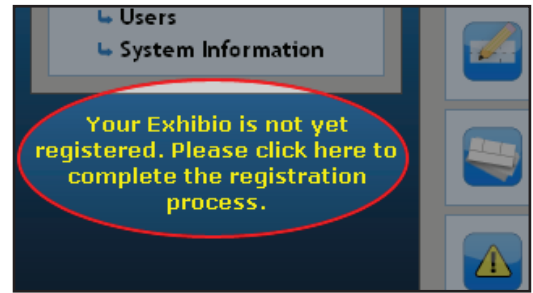 Users
System Information
Your Exhibio is not yet
registered. Please click here to
complete the registration
process.